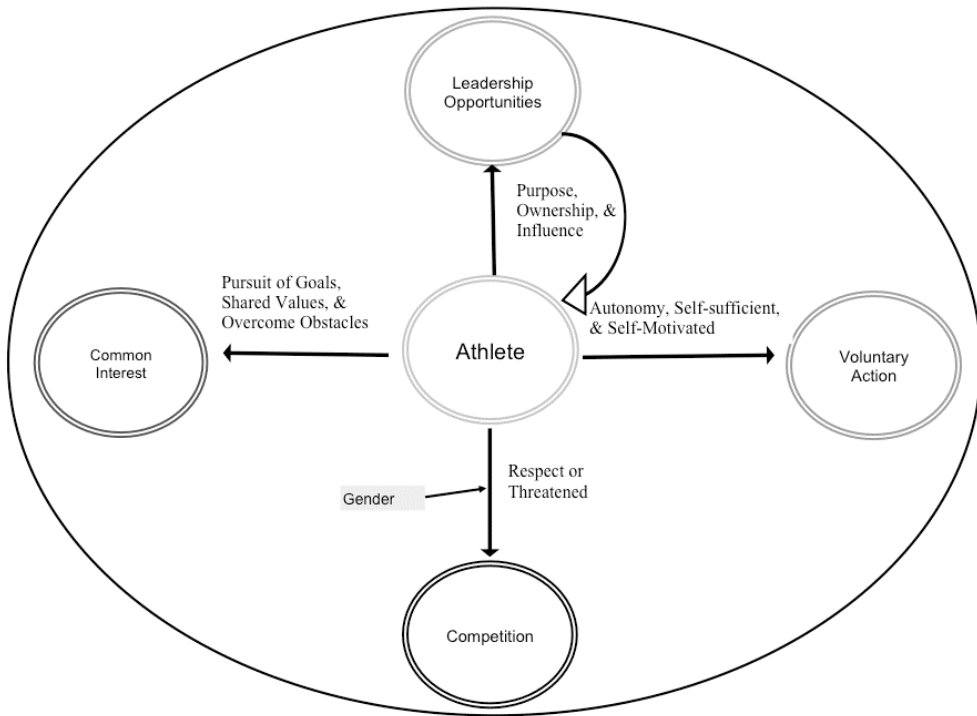 Leadership
Opportunities
Purpose,
Ownership, &
Influence
Pursuit of Goals,
Shared Values, &
Overcome Obstacles
Autonomy, Self-sufficient,
& Self-Motivated
Common
Interest
Athlete
Voluntary
Action
Respect or
Threatened
Gender
Competition